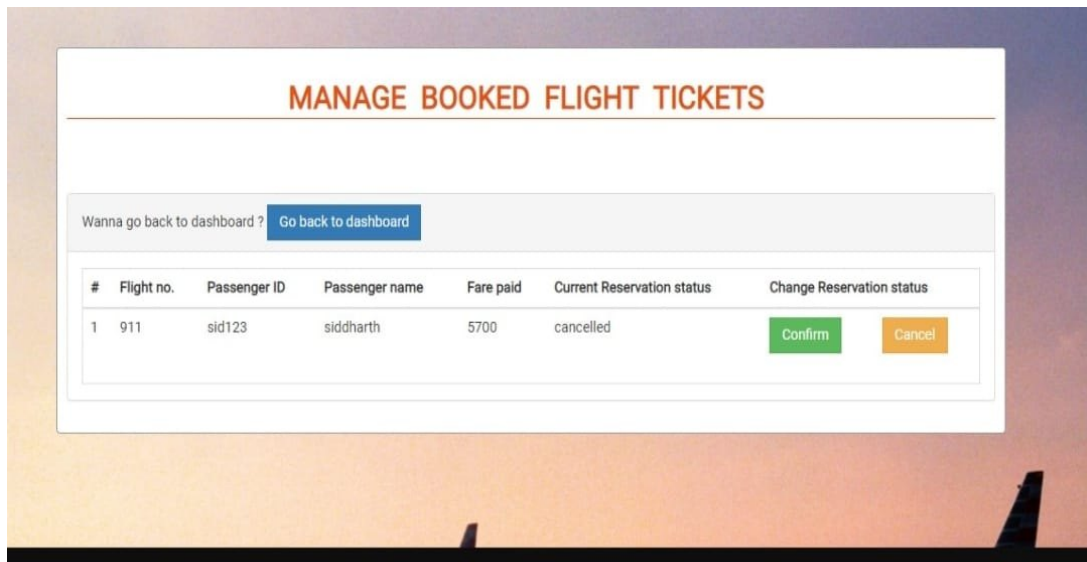 MANAGE BOOKED FLIGHT TICKETS
Wanna go back to dashboard ? Go back to dashboard
# Flight no. Passenger ID Passenger name Fare paid Current Reservation status Change Reservation status
1 911 sid123 siddharth 5700 cancelled Confirm Cancel